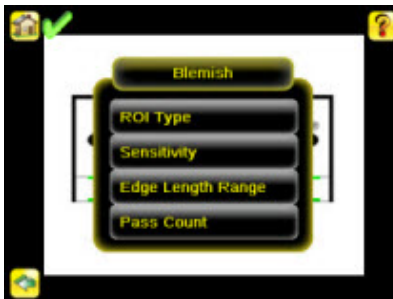 Blemish
ROI Type
Sensitivity
Edge Length Range
Pass Count